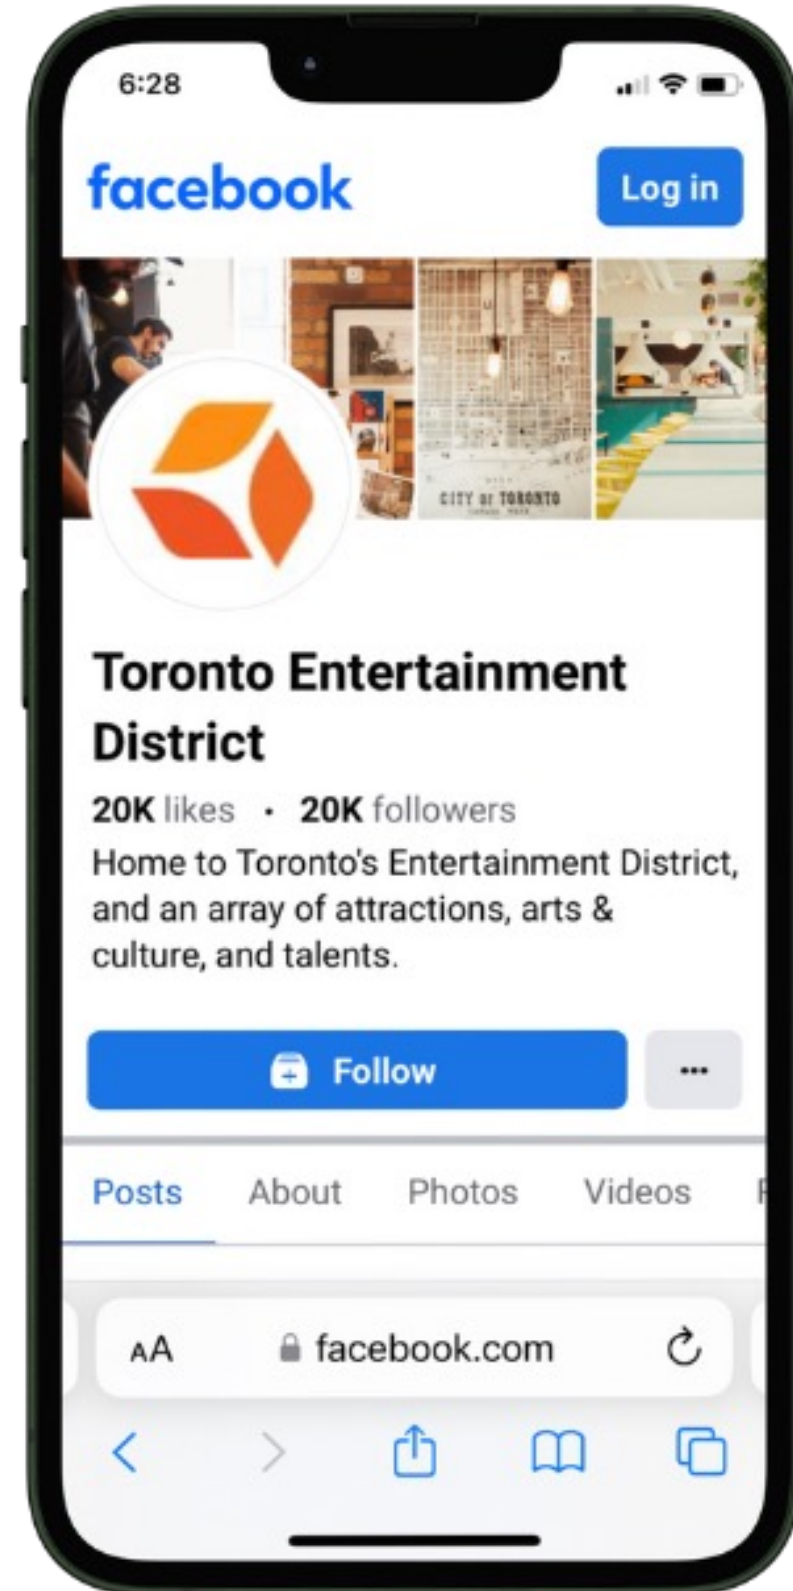 6:28
facebook
Log in
CITY OF TORONTO
Toronto Entertainment
District
20K likes · 20K followers
Home to Toronto's Entertainment District,
and an array of attractions, arts &
culture, and talents.
Follow
Posts About Photos Videos
AA facebook.com